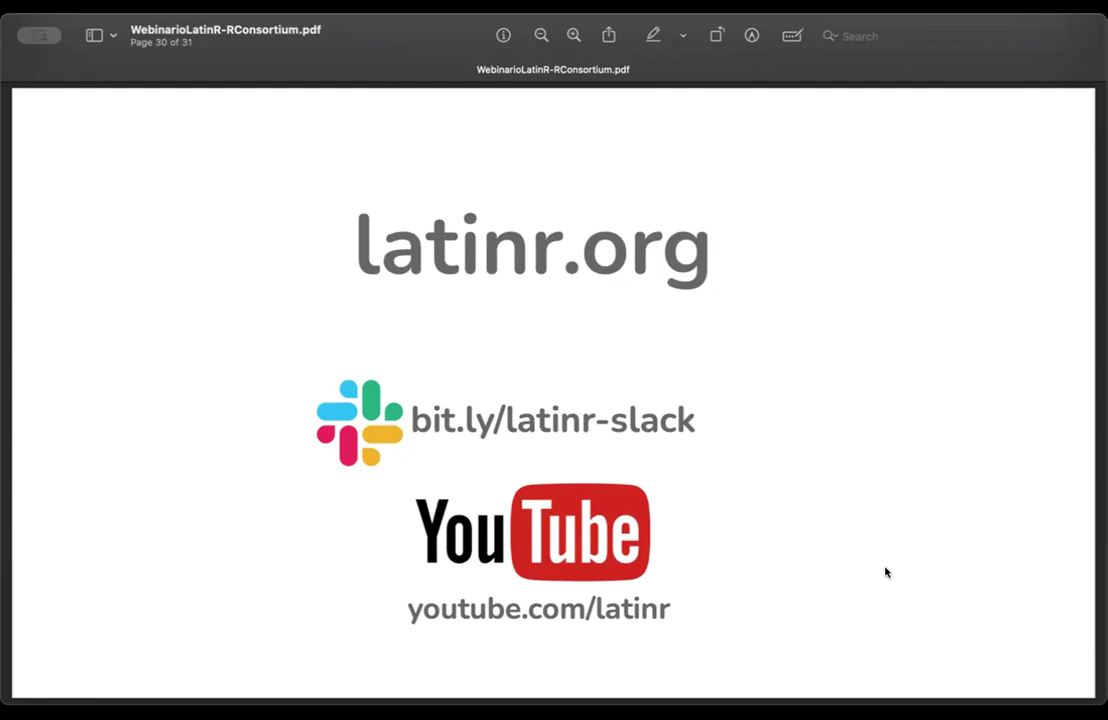 WebinarioLatinR-RConsortium.pdf
Page 30 of 31
Search
WebinarioLatinR-RConsortium.pdf
latinr.org
bit.ly/latinr-slack
YouTube
youtube.com/latinr